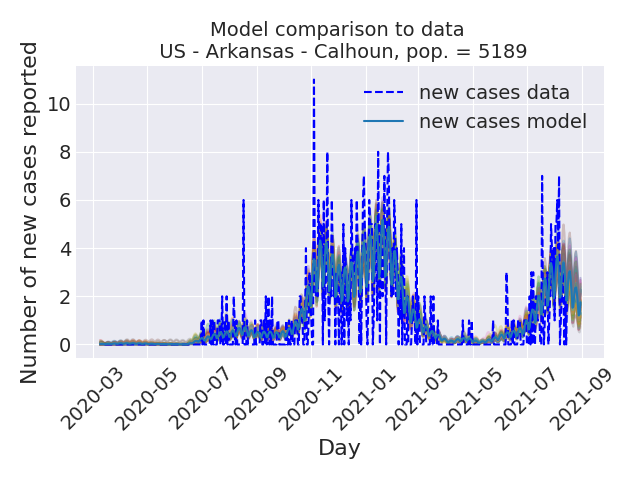 Model comparison to data
US - Arkansas - Calhoun, pop. = 5189
Number of new cases reported
10
8
6
4
2
0
new cases data
new cases model
2020-03
2020-05
2020-07
2020-09
2020-11
2021-01
2021-03
2021-05
2021-07
2021-09
Day